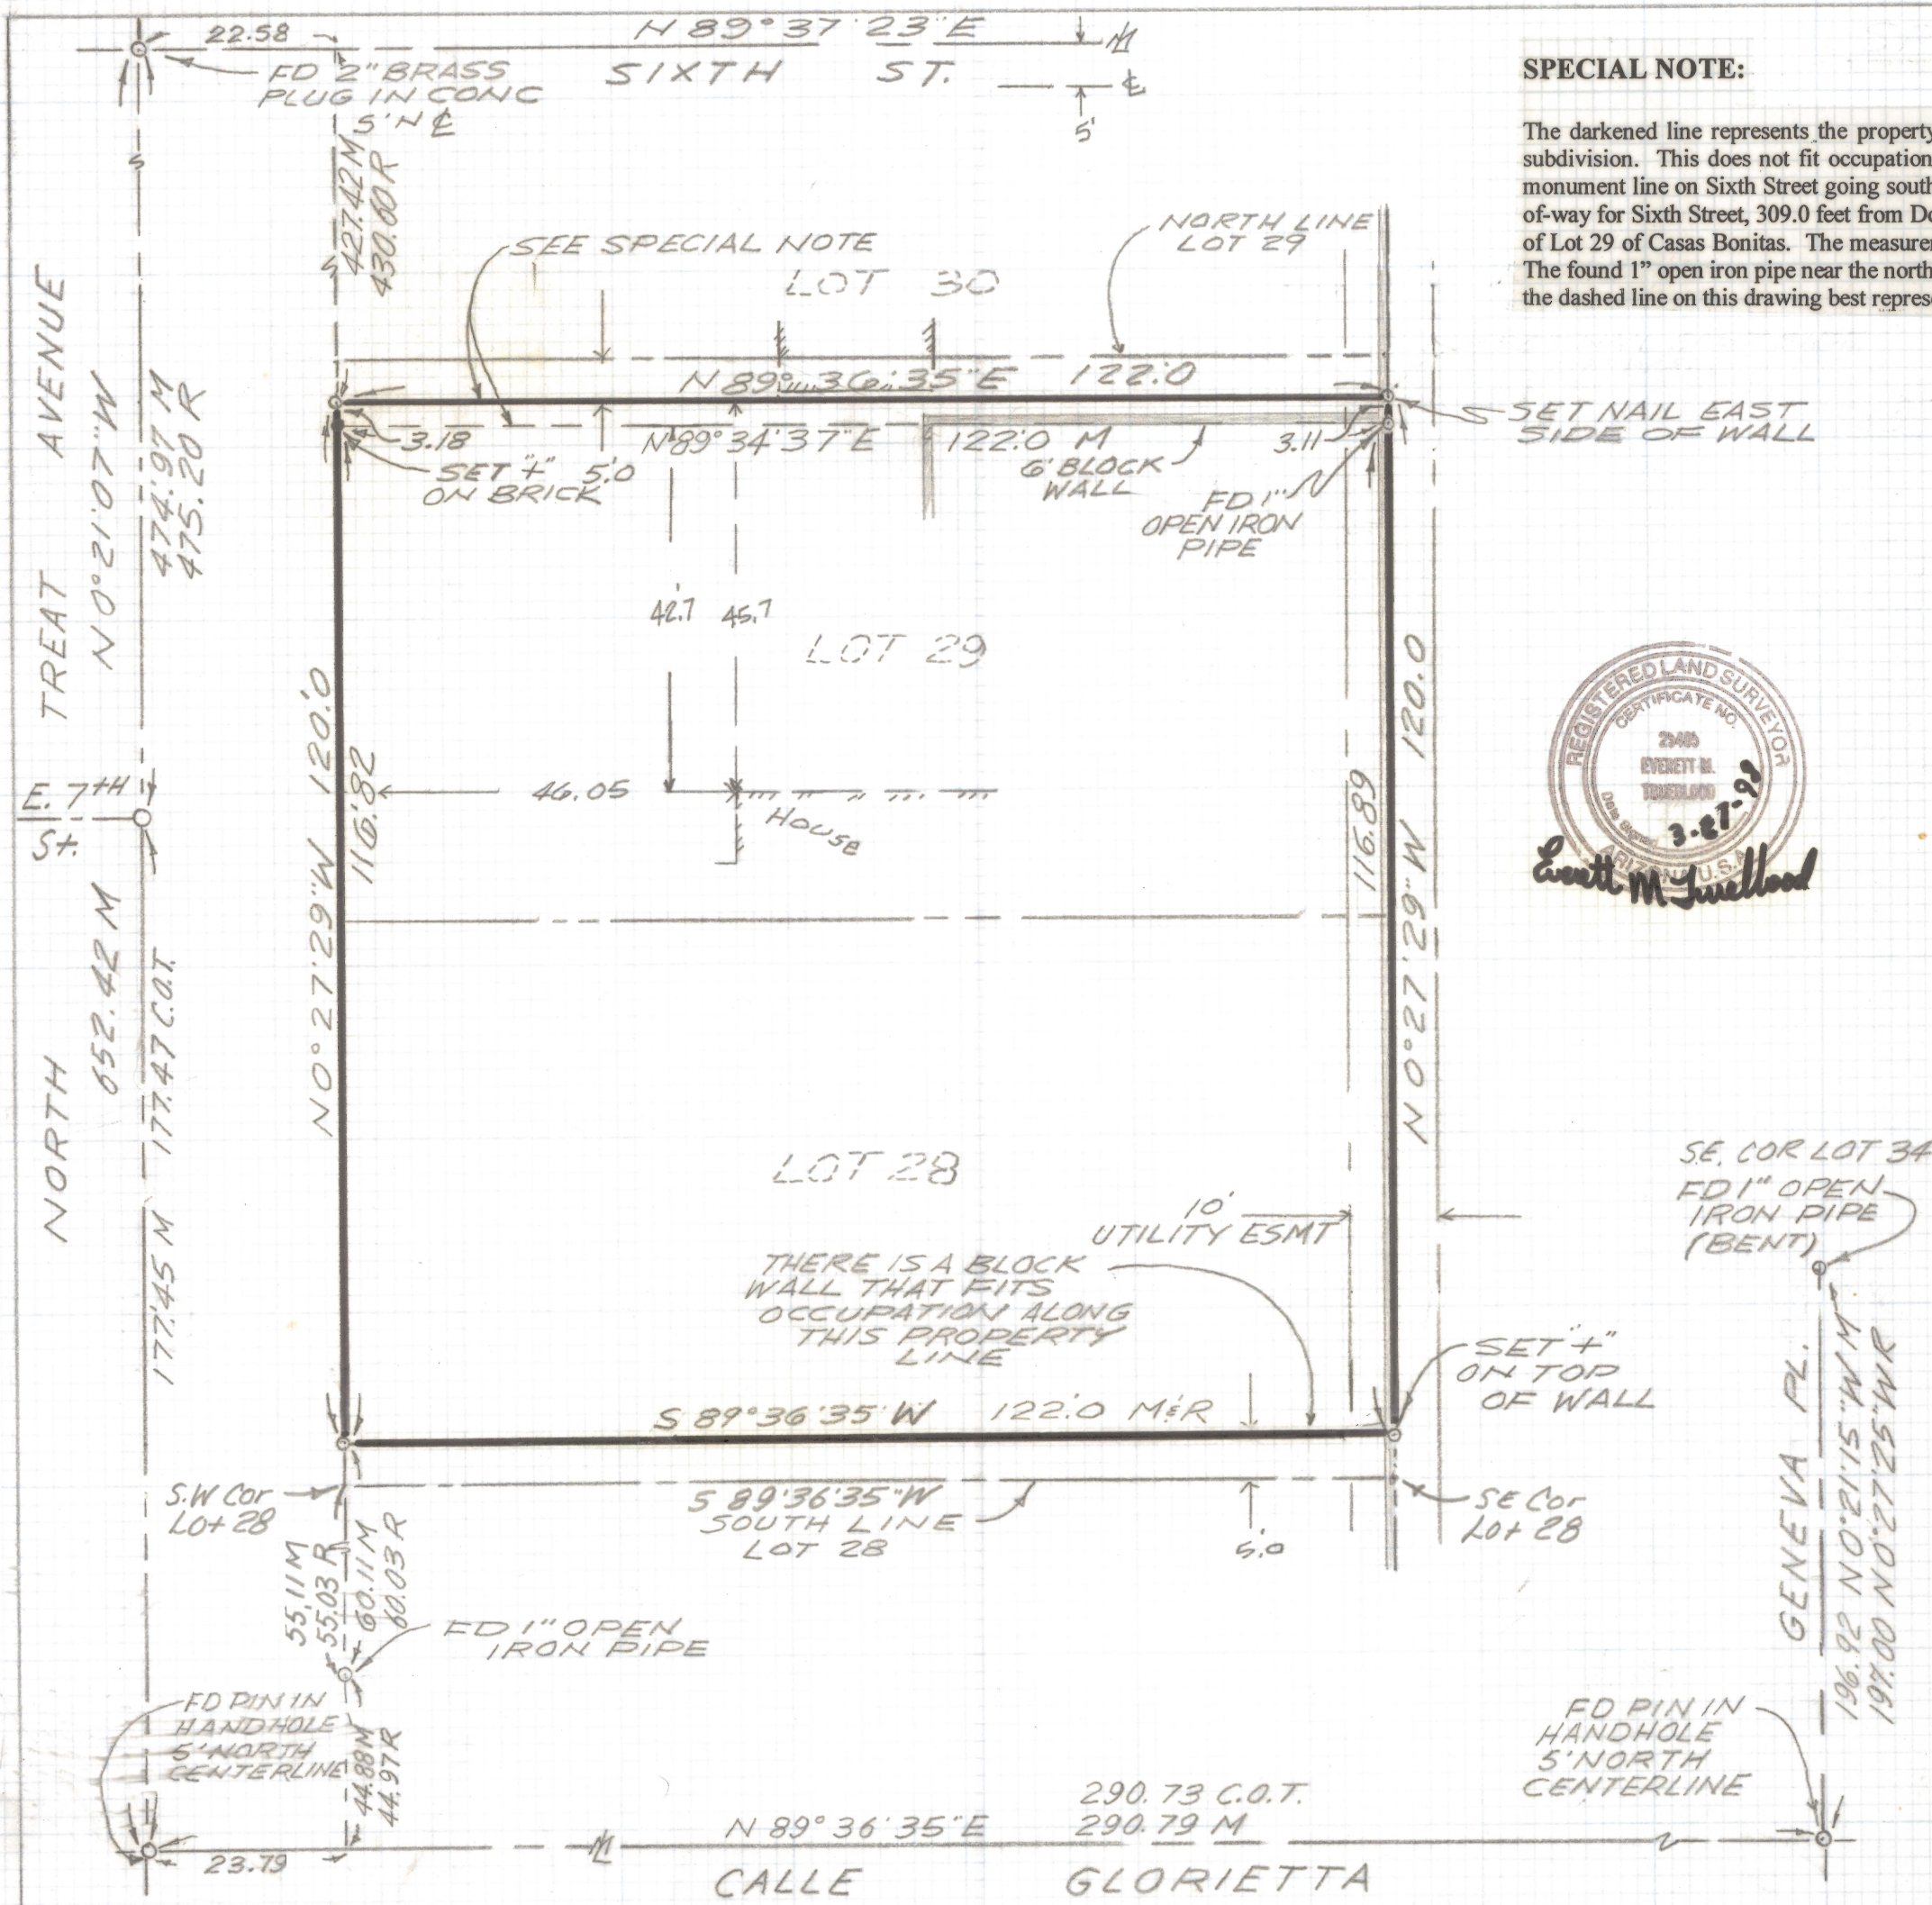 22.58
N 89° 37' 23" E
SIXTH ST.
FD 2" BRASS
PLUG IN CONC
5' N ℄
5'
427.42 M
430.60 R
SPECIAL NOTE:
The darkened line represents the property
subdivision. This does not fit occupation
monument line on Sixth Street going south
of-way for Sixth Street, 309.0 feet from De
of Lot 29 of Casas Bonitas. The measure
The found 1" open iron pipe near the north
the dashed line on this drawing best repres
SEE SPECIAL NOTE
NORTH LINE
LOT 29
LOT 30
NORTH TREAT AVENUE
N 0° 21' 07" W
474.97 M
475.20 R
N 89° 36' 35" E 122.0
3.18
N 89° 34' 37" E 122.0 M
3.11
SET "+"
ON BRICK
5.0
6' BLOCK
WALL
FD 1"
OPEN IRON
PIPE
SET NAIL EAST
SIDE OF WALL
42.7 45.7
LOT 29
46.05
House
E. 7TH
St.
N 0° 27' 29" W 120.0
116.82
116.89
N 0° 27' 29" W 120.0
REGISTERED LAND SURVEYOR
CERTIFICATE NO.
EVERETT M.
TRUEBLOOD
Date Signed
3-27-98
ARIZONA U.S.A.
Everett M Trueblood
652.42 M
177.47 C.O.T.
177.45 M
LOT 28
10'
UTILITY ESMT
THERE IS A BLOCK
WALL THAT FITS
OCCUPATION ALONG
THIS PROPERTY
LINE
S.E. COR LOT 34
FD 1" OPEN
IRON PIPE
(BENT)
SET "+"
ON TOP
OF WALL
S 89° 36' 35" W 122.0 M&R
S.W Cor
Lot 28
S 89° 36' 35" W
SOUTH LINE
LOT 28
5.0
SE Cor
Lot 28
GENEVA PL.
196.92 N 0° 21' 15" W M
197.00 N 0° 27' 25" W R
55.11 M
55.03 R
60.11 M
60.03 R
FD 1" OPEN
IRON PIPE
FD PIN IN
HANDHOLE
5' NORTH
CENTERLINE
44.88 M
44.97 R
FD PIN IN
HANDHOLE
5' NORTH
CENTERLINE
23.79
N 89° 36' 35" E
290.73 C.O.T.
290.79 M
CALLE GLORIETTA